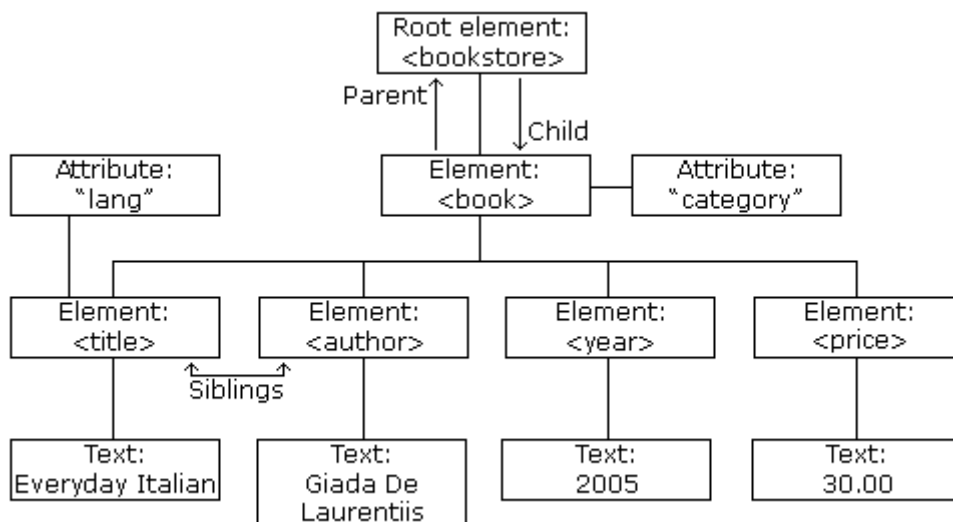 Root element:
<bookstore>
Parent
Child
Attribute:
“lang”
Element:
<book>
Attribute:
“category”
Element:
<title>
Element:
<author>
Element:
<year>
Element:
<price>
Siblings
Text:
Everyday Italian
Text:
Giada De
Laurentiis
Text:
2005
Text:
30.00